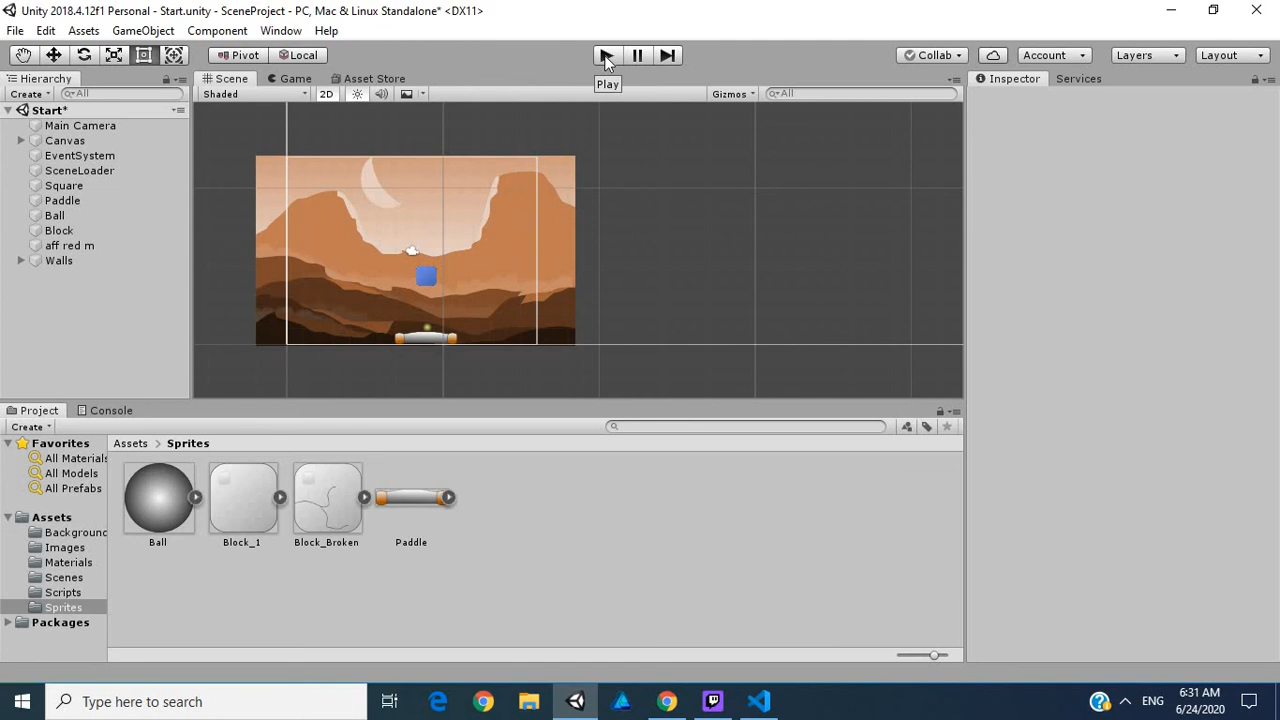 Unity 2018.4.12f1 Personal - Start.unity - SceneProject - PC, Mac & Linux Standalone* <DX11>
File Edit Assets GameObject Component Window Help
Pivot Local Collab Account Layers Layout
Play
Hierarchy
Create All
Start*
Main Camera
Canvas
EventSystem
SceneLoader
Square
Paddle
Ball
Block
aff red m
Walls
Scene Game Asset Store
Shaded 2D Gizmos All
Inspector Services
Project Console
Create
Favorites
All Materials
All Models
All Prefabs
Assets
Background
Images
Materials
Scenes
Scripts
Sprites
Packages
Assets > Sprites
Ball Block_1 Block_Broken Paddle
Type here to search
ENG
6:31 AM
6/24/2020